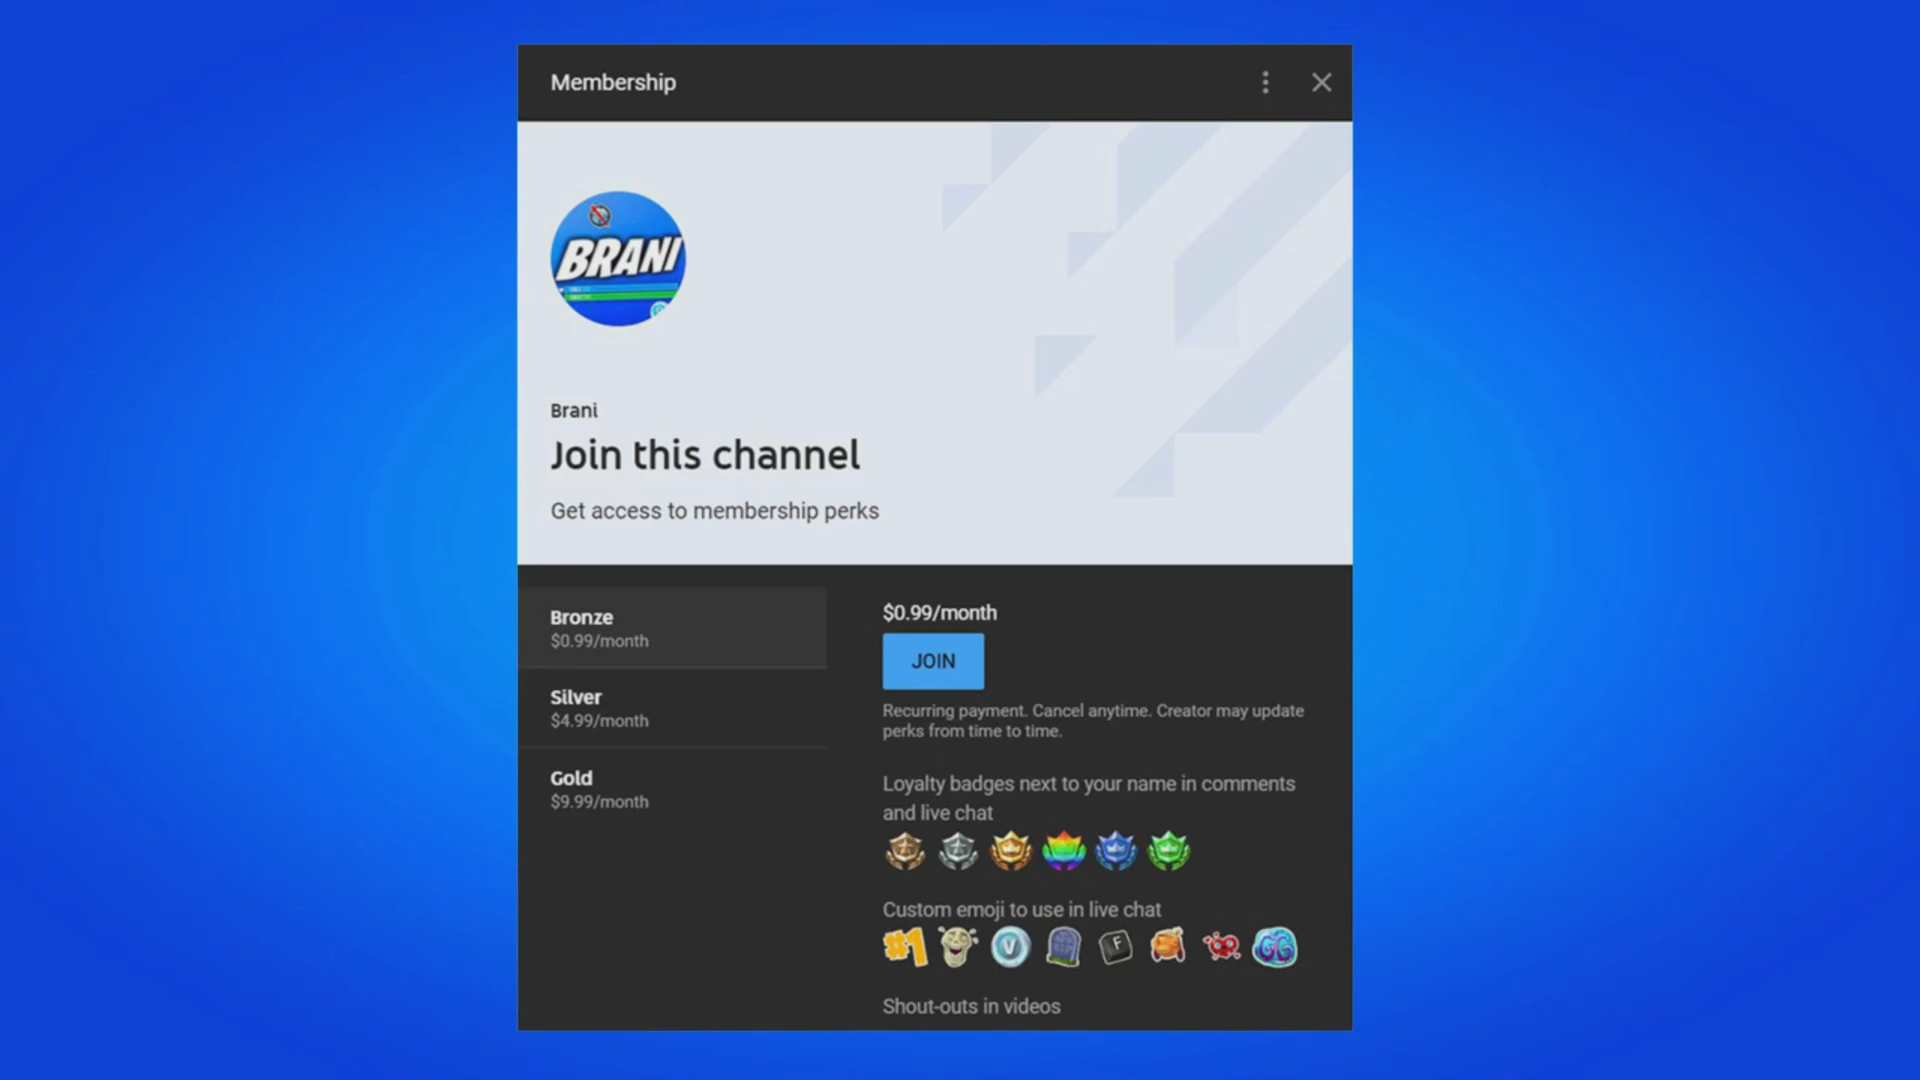 Membership
BRANI
Brani
Join this channel
Get access to membership perks
Bronze
$0.99/month
Silver
$4.99/month
Gold
$9.99/month
$0.99/month
JOIN
Recurring payment. Cancel anytime. Creator may update
perks from time to time.
Loyalty badges next to your name in comments
and live chat
Custom emoji to use in live chat
#1 V F GG
Shout-outs in videos